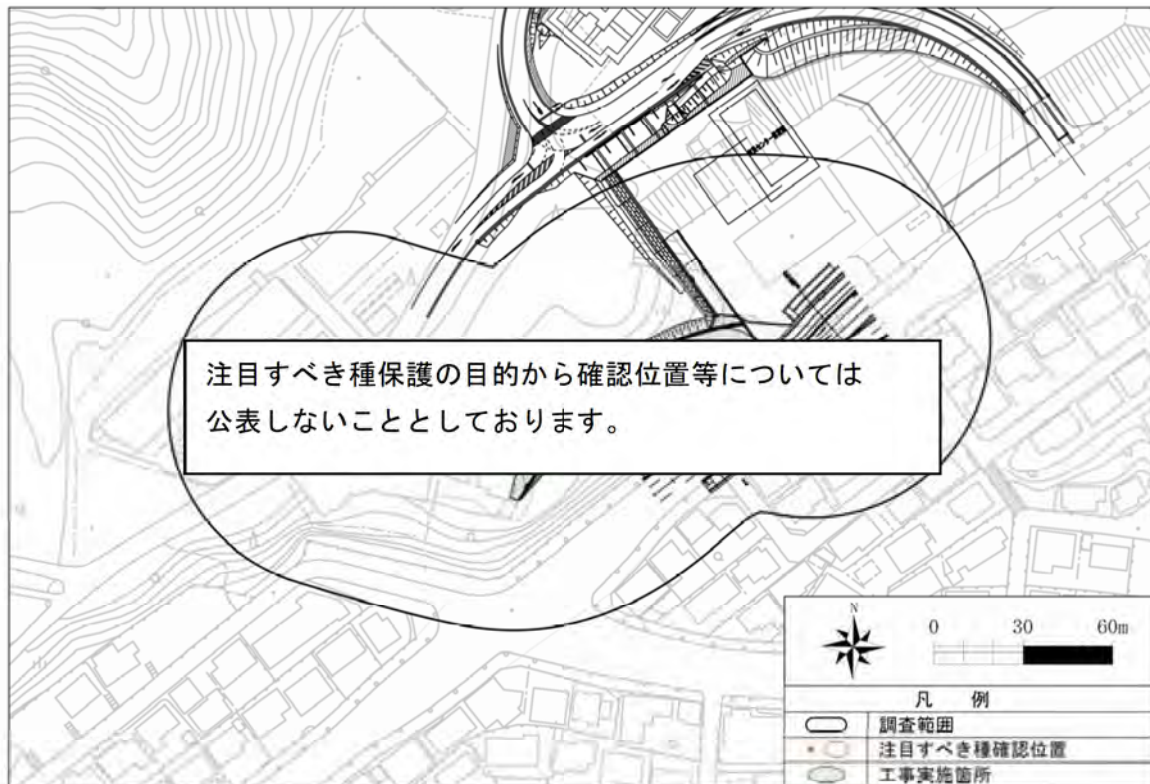 注目すべき種保護の目的から確認位置等については
公表しないこととしております。
N
0 30 60m
凡 例
調査範囲
注目すべき種確認位置
工事実施箇所